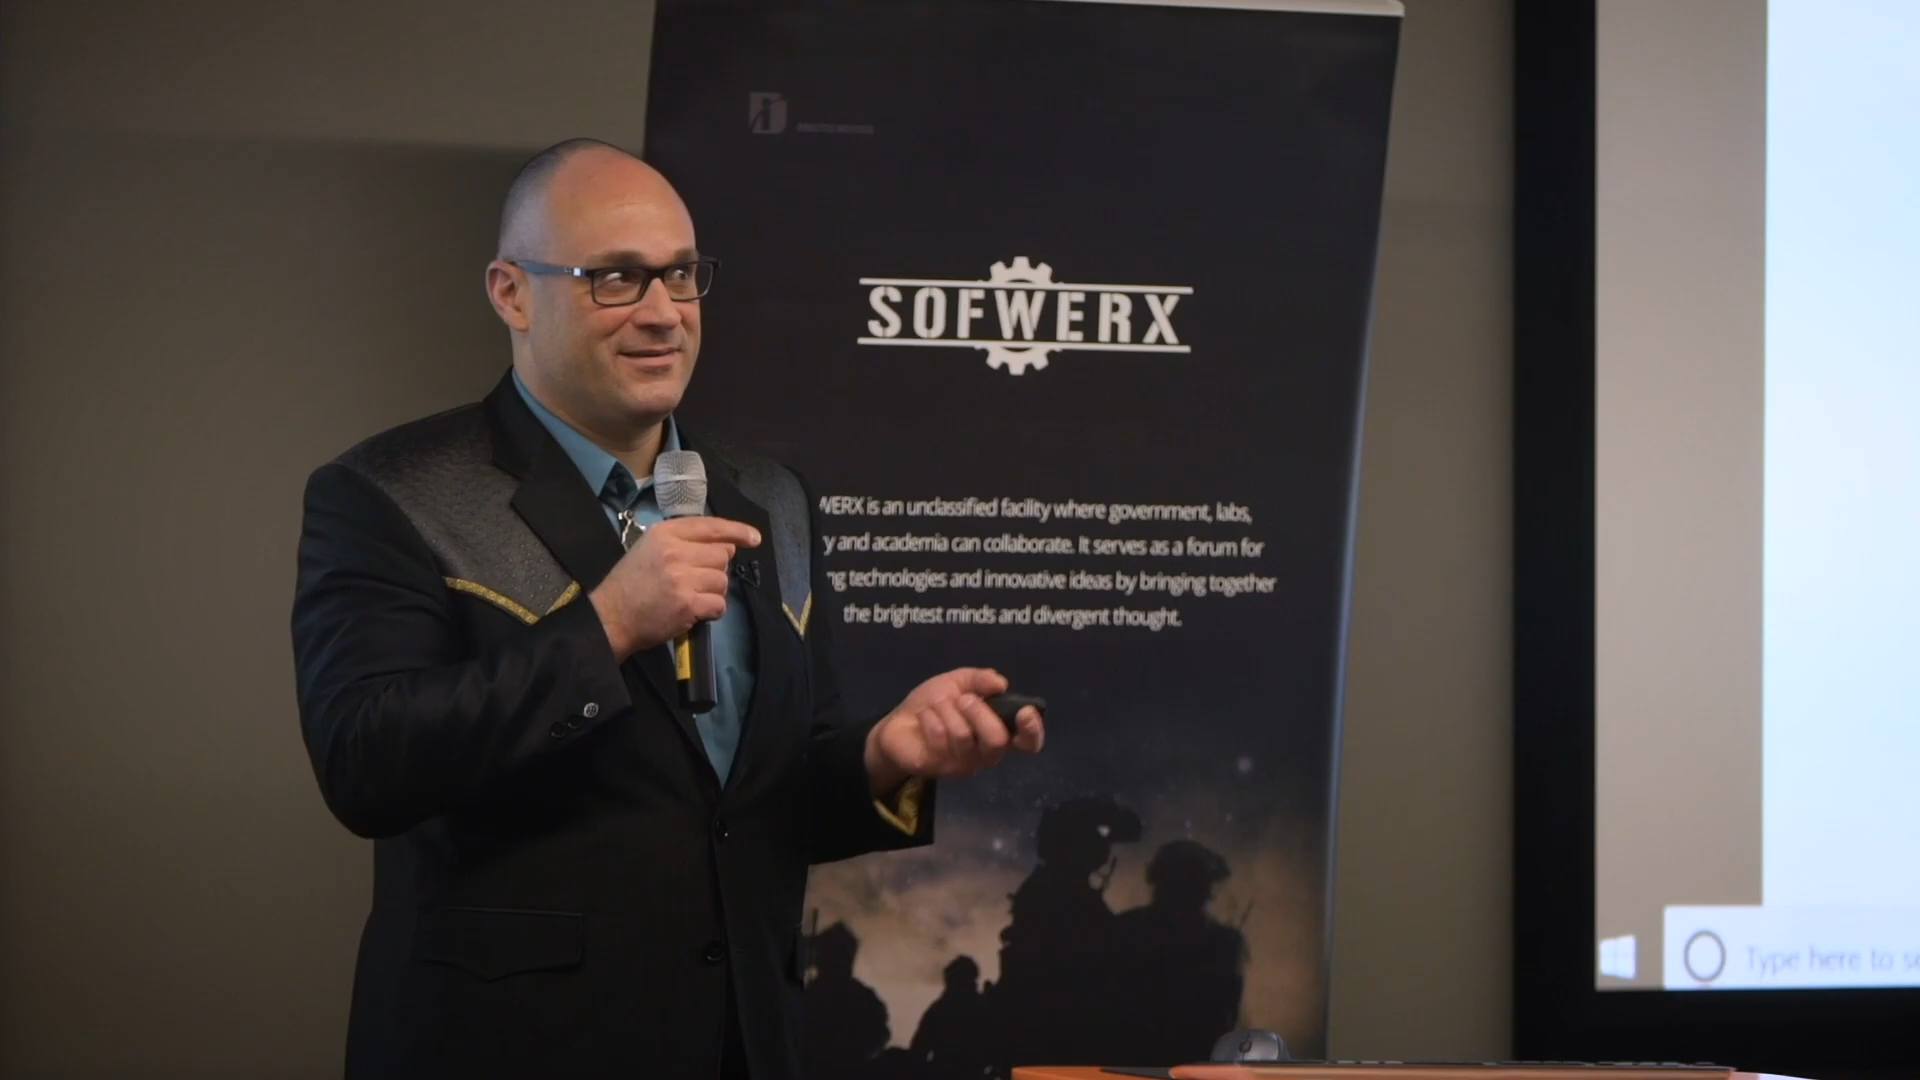 SOFWERX
WERX is an unclassified facility where government, labs,
y and academia can collaborate. It serves as a forum for
ng technologies and innovative ideas by bringing together
the brightest minds and divergent thought.
Type here to se